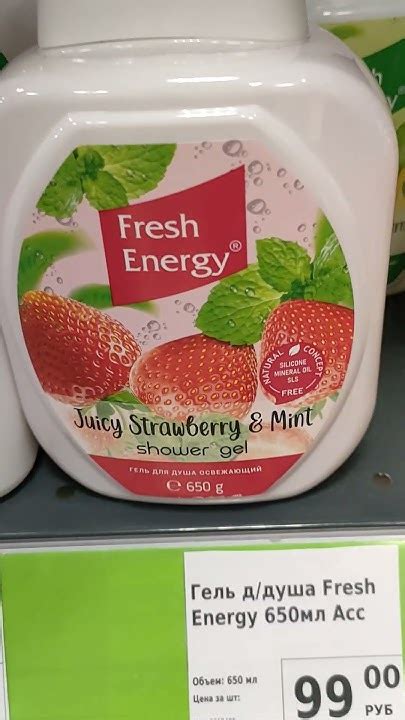 Fresh
Energy®
NATURAL CONCEPT
SILICONE
MINERAL OIL
SLS
FREE
Juicy Strawberry & Mint
shower gel
ГЕЛЬ ДЛЯ ДУША ОСВЕЖАЮЩИЙ
℮ 650 g
Fresh
Гель д/душа Fresh
Energy 650мл Асс
Объем: 650 мл
Цена за шт:
99 00
РУБ